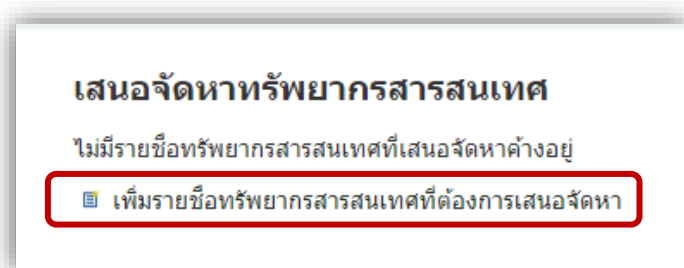 เสนอจัดหาทรัพยากรสารสนเทศ
ไม่มีรายชื่อทรัพยากรสารสนเทศที่เสนอจัดหาค้างอยู่
เพิ่มรายชื่อทรัพยากรสารสนเทศที่ต้องการเสนอจัดหา